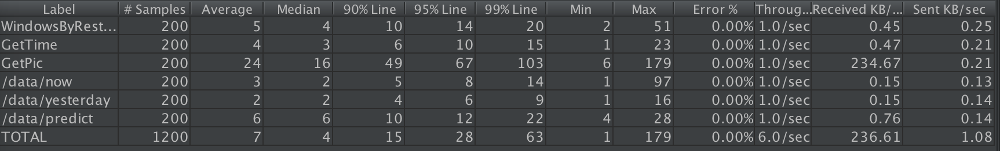 Label # Samples Average Median 90% Line 95% Line 99% Line Min Max Error % Throug... Received KB/... Sent KB/sec
WindowsByRest... 200 5 4 10 14 20 2 51 0.00% 1.0/sec 0.45 0.25
GetTime 200 4 3 6 10 15 1 23 0.00% 1.0/sec 0.47 0.21
GetPic 200 24 16 49 67 103 6 179 0.00% 1.0/sec 234.67 0.21
/data/now 200 3 2 5 8 14 1 97 0.00% 1.0/sec 0.15 0.13
/data/yesterday 200 2 2 4 6 9 1 16 0.00% 1.0/sec 0.15 0.14
/data/predict 200 6 6 10 12 22 4 28 0.00% 1.0/sec 0.76 0.14
TOTAL 1200 7 4 15 28 63 1 179 0.00% 6.0/sec 236.61 1.08